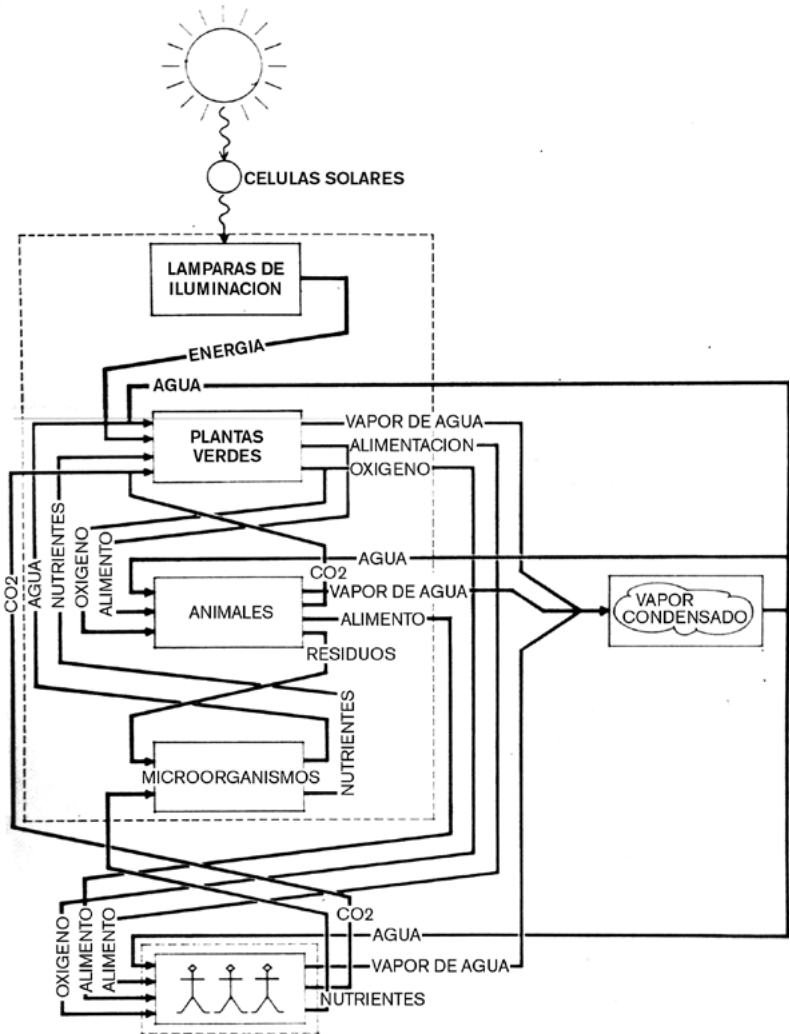 CELULAS SOLARES
LAMPARAS DE
ILUMINACION
ENERGIA
AGUA
PLANTAS
VERDES
VAPOR DE AGUA
ALIMENTACION
OXIGENO
CO2
AGUA
NUTRIENTES
OXIGENO
ALIMENTO
CO2
AGUA
ANIMALES
VAPOR DE AGUA
ALIMENTO
RESIDUOS
VAPOR
CONDENSADO
MICROORGANISMOS
NUTRIENTES
CO2
AGUA
OXIGENO
ALIMENTO
ALIMENTO
VAPOR DE AGUA
NUTRIENTES